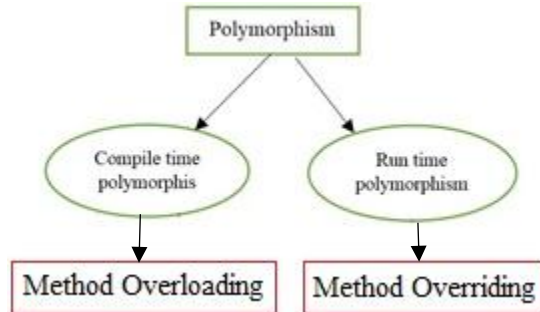 Polymorphism
Compile time
polymorphis
Run time
polymorphism
Method Overloading
Method Overriding